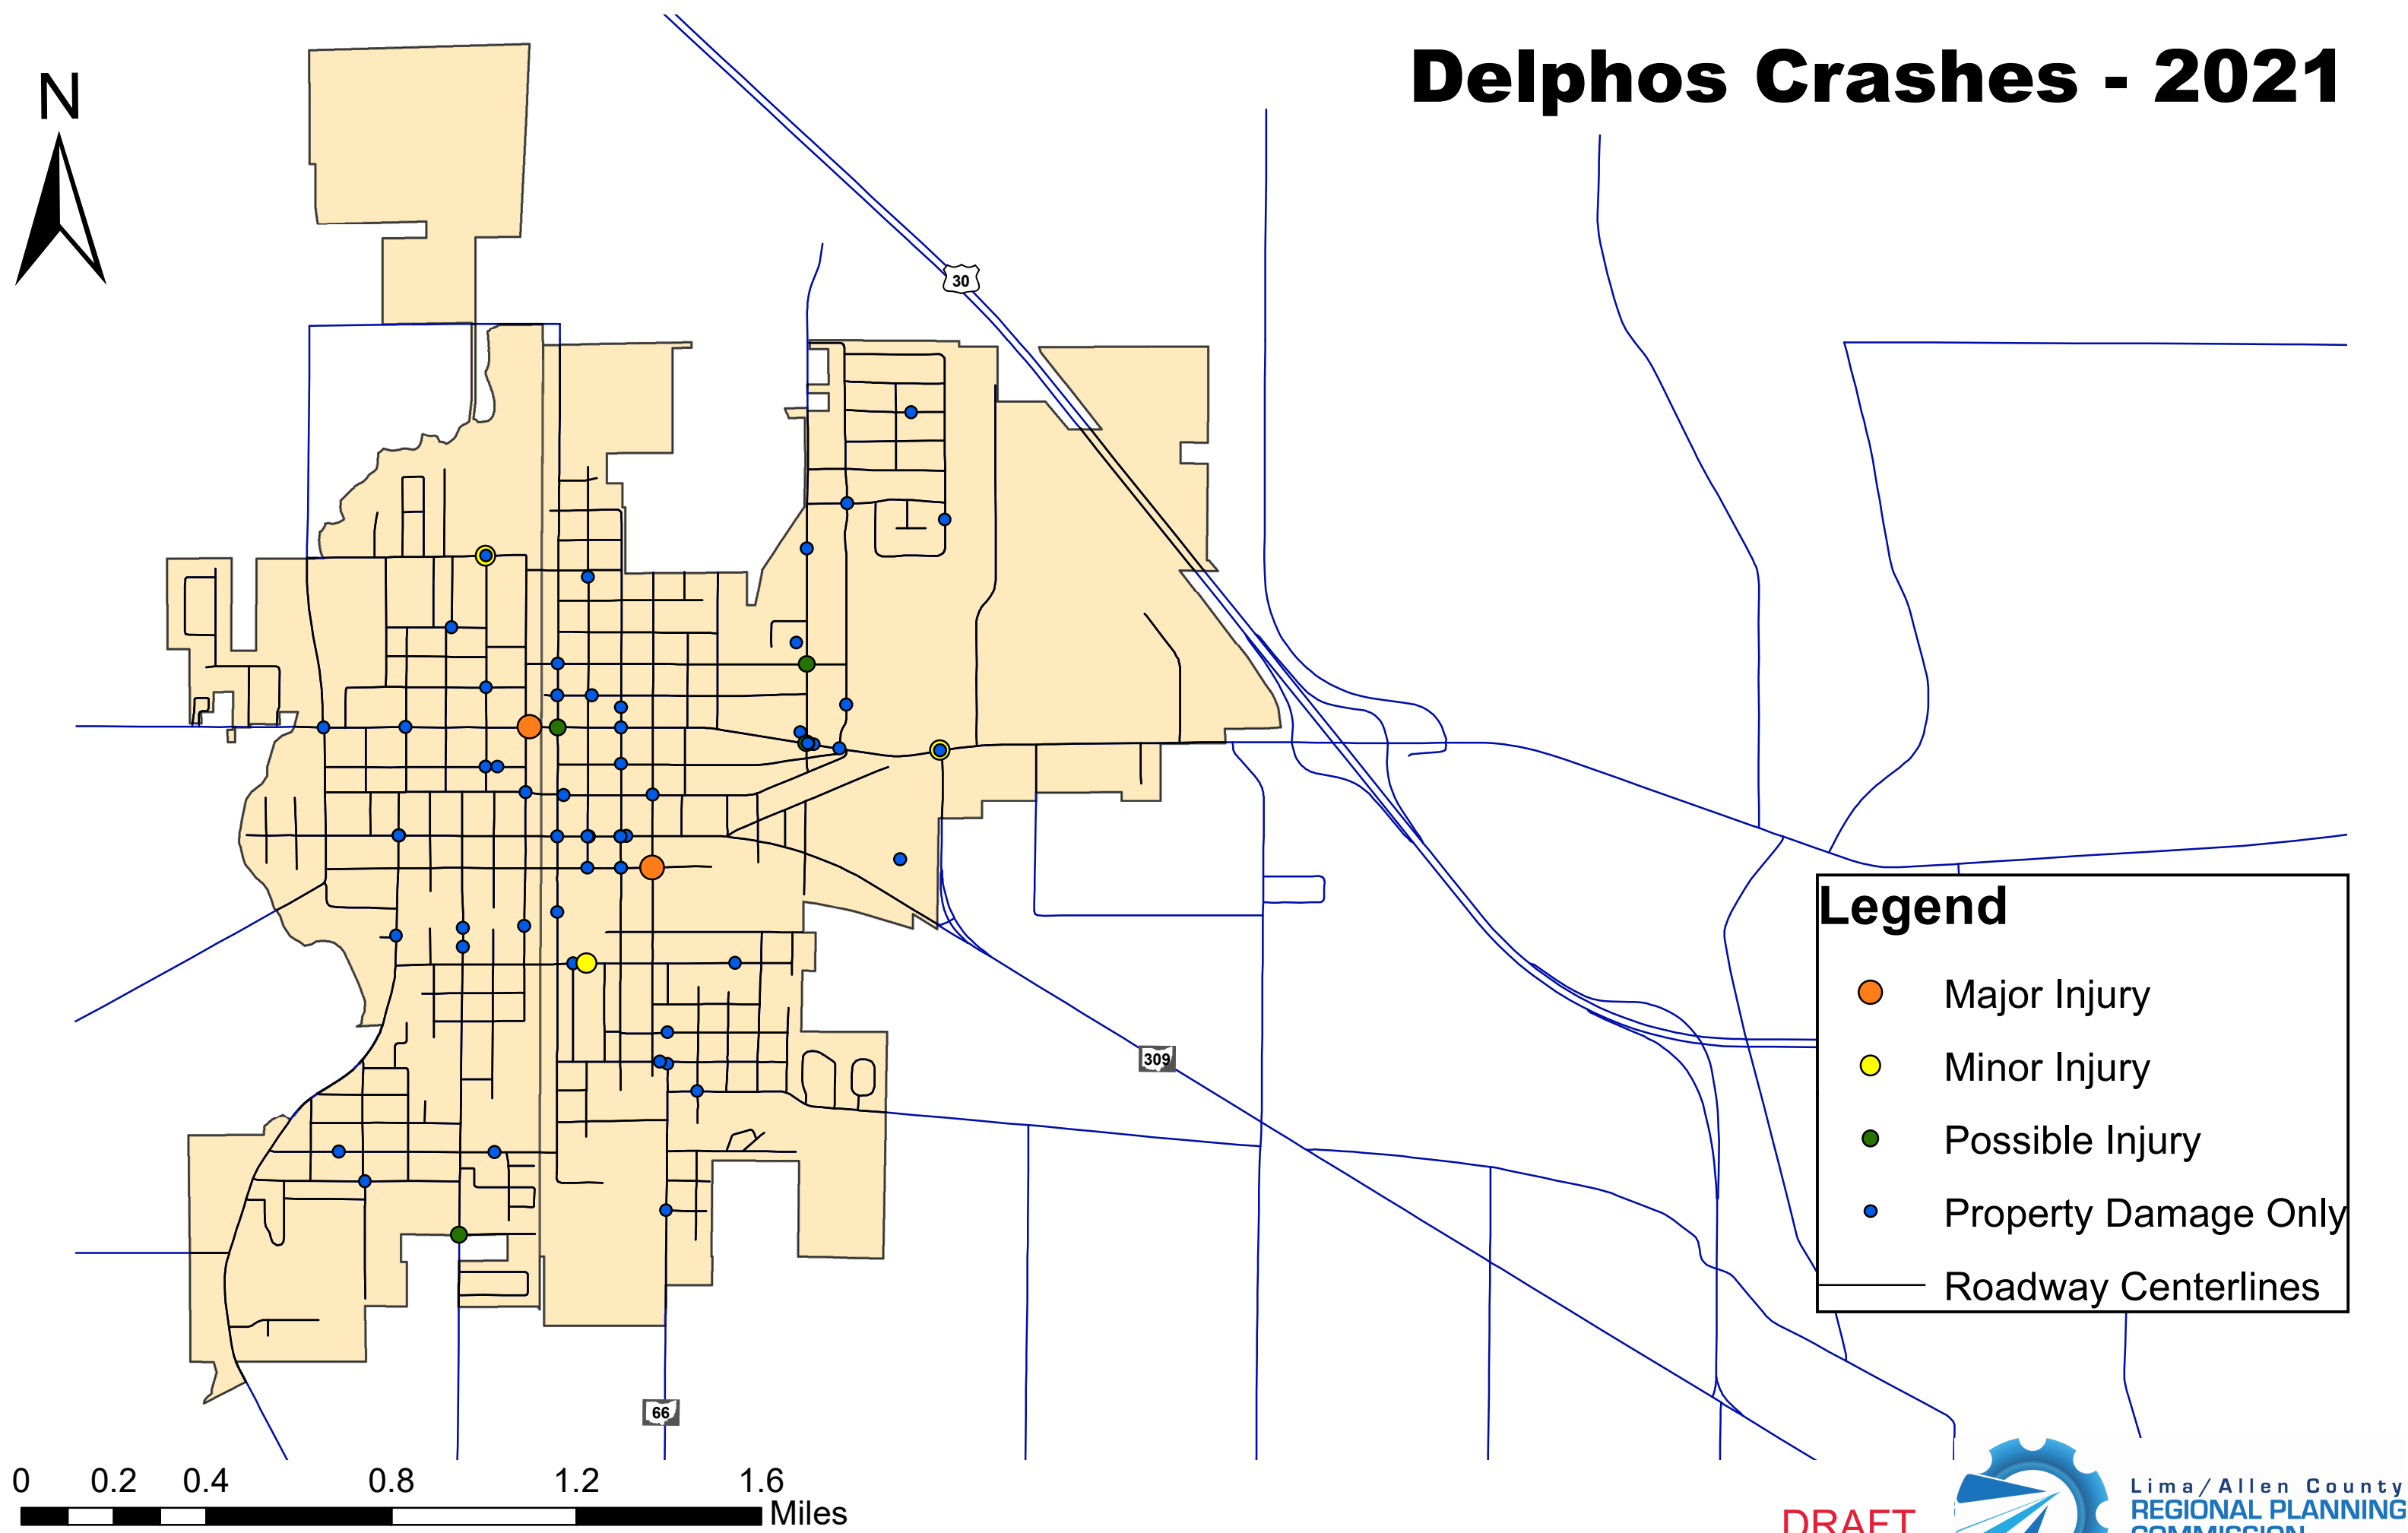 Delphos Crashes - 2021
N
30
Legend
Major Injury
Minor Injury
Possible Injury
Property Damage Only
Roadway Centerlines
309
66
0 0.2 0.4 0.8 1.2 1.6
Miles
DRAFT
Lima/Allen County
REGIONAL PLANNING
COMMISSION